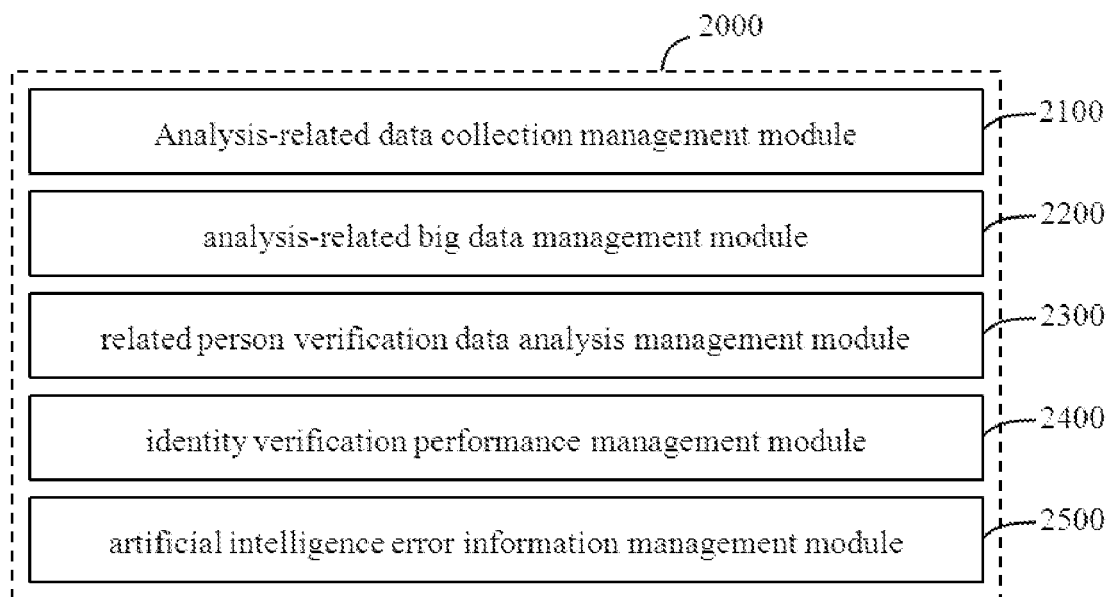 2000
Analysis-related data collection management module
2100
analysis-related big data management module
2200
related person verification data analysis management module
2300
identity verification performance management module
2400
artificial intelligence error information management module
2500